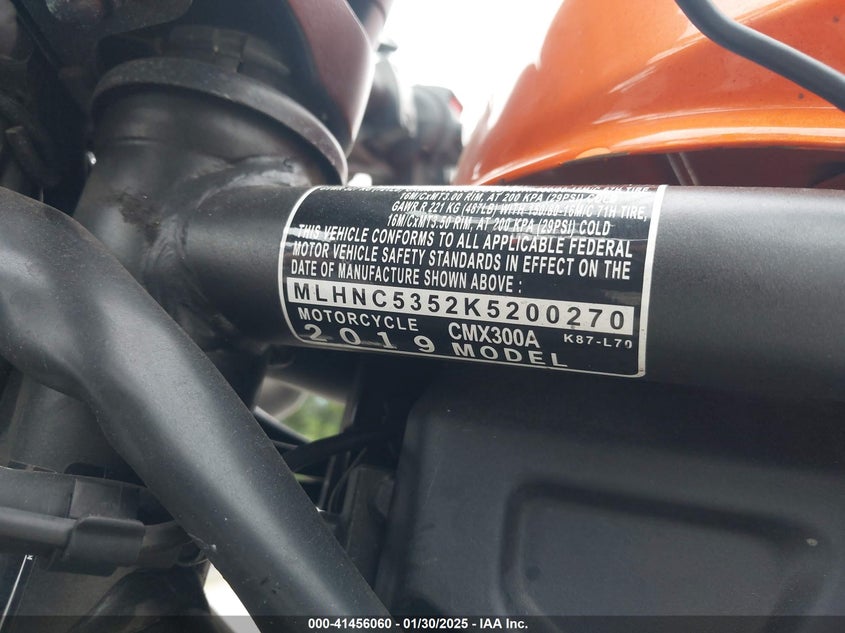 16M/CxMT3.00 RIM, AT 200 KPA (29PSI) COLD
GAWR R 221 KG (487LB) WITH 150/80-16M/C 71H TIRE,
16M/CxMT3.50 RIM, AT 200 KPA (29PSI) COLD
THIS VEHICLE CONFORMS TO ALL APPLICABLE FEDERAL
MOTOR VEHICLE SAFETY STANDARDS IN EFFECT ON THE
DATE OF MANUFACTURE SHOWN ABOVE :
MLHNC5352K5200270
MOTORCYCLE CMX300A K87-L70
2019 MODEL
000-41456060 — 01/30/2025 — IAA Inc.